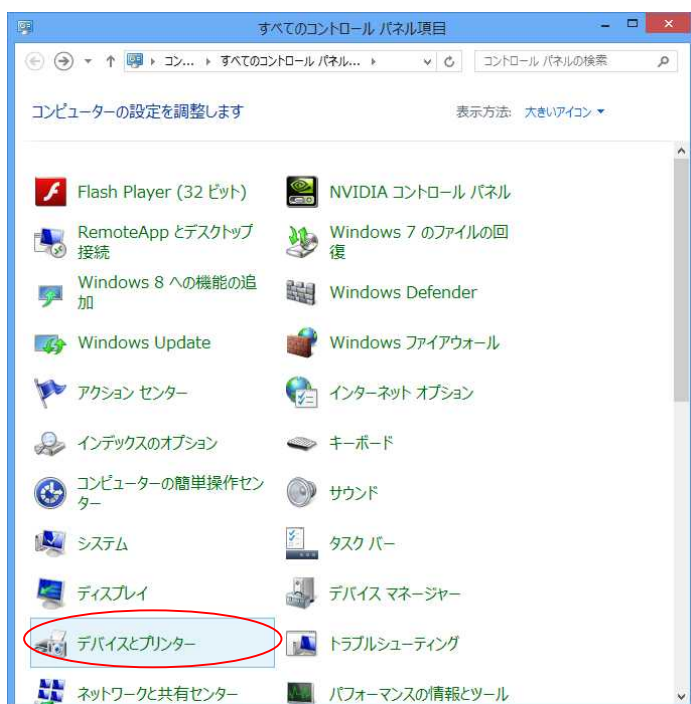 すべてのコントロール パネル項目
コン... すべてのコントロール パネル... コントロール パネルの検索
コンピューターの設定を調整します 表示方法: 大きいアイコン
Flash Player (32 ビット)
NVIDIA コントロール パネル
RemoteApp とデスクトップ
接続
Windows 7 のファイルの回
復
Windows 8 への機能の追
加
Windows Defender
Windows Update
Windows ファイアウォール
アクション センター
インターネット オプション
インデックスのオプション
キーボード
コンピューターの簡単操作セン
ター
サウンド
システム
タスク バー
ディスプレイ
デバイス マネージャー
デバイスとプリンター
トラブルシューティング
ネットワークと共有センター
パフォーマンスの情報とツール